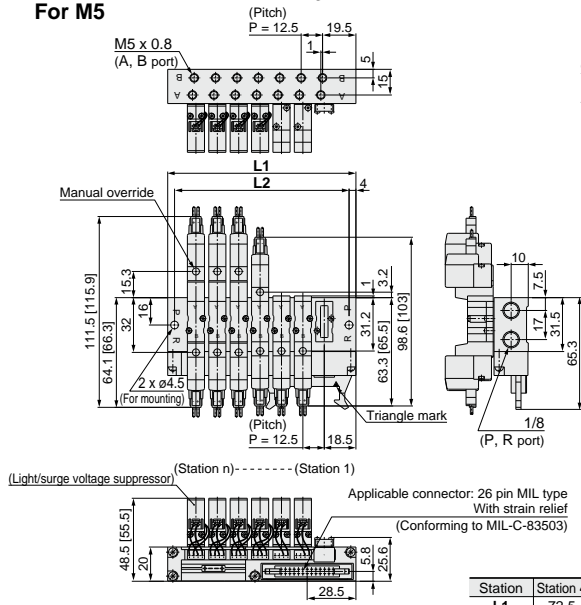 For M5
(Pitch)
P = 12.5
19.5
1
M5 x 0.8
(A, B port)
5
15
B
B
A
A
L1
L2
4
Manual override
111.5 [115.9]
64.1 [66.3]
15.3
16
32
P
R
P
R
1
3.2
31.2
63.3 [65.5]
98.6 [103]
10
7.5
17
31.5
65.3
2 x ø4.5
(For mounting)
Triangle mark
(Pitch)
P = 12.5
18.5
1/8
(P, R port)
(Station n)
(Station 1)
(Light/surge voltage suppressor)
Applicable connector: 26 pin MIL type
With strain relief
(Conforming to MIL-C-83503)
48.5 [55.5]
20
5.8
25.6
28.5
Station
Station